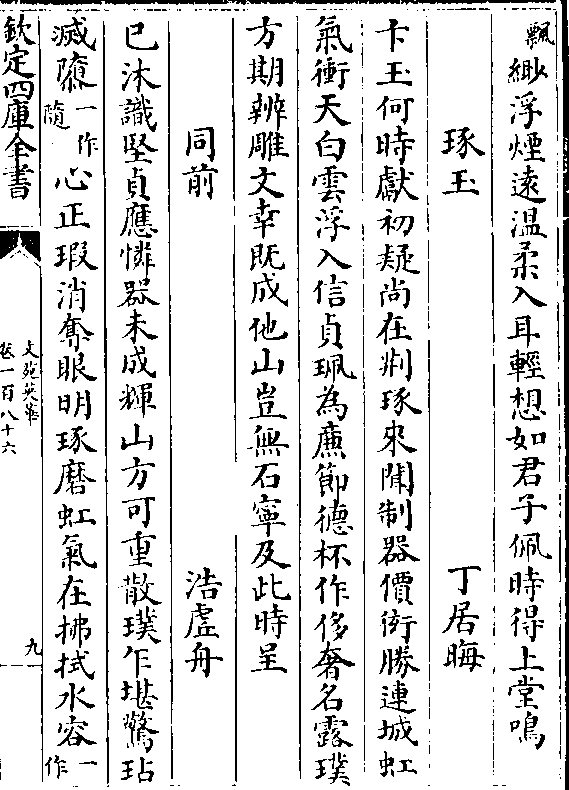 飄緲浮煙逺温柔入耳輕想如君子佩時得上堂鳴
琢玉 丁居晦
卞玉何時獻初疑尚在荆琢來聞制器價衒勝連城虹
氣衝天白雲浮入信貞珮為㢘節德杯作侈奢名露璞
方期辨雕文幸既成他山豈無石寧及此時呈
同前 浩虚舟
已沐識堅貞應憐器未成輝山方可重散璞乍堪驚玷
滅隳一作隨心正瑕消奪眼明琢磨虹氣在拂拭水容一作
欽定四庫全書
文苑英華
卷一百八十六
九